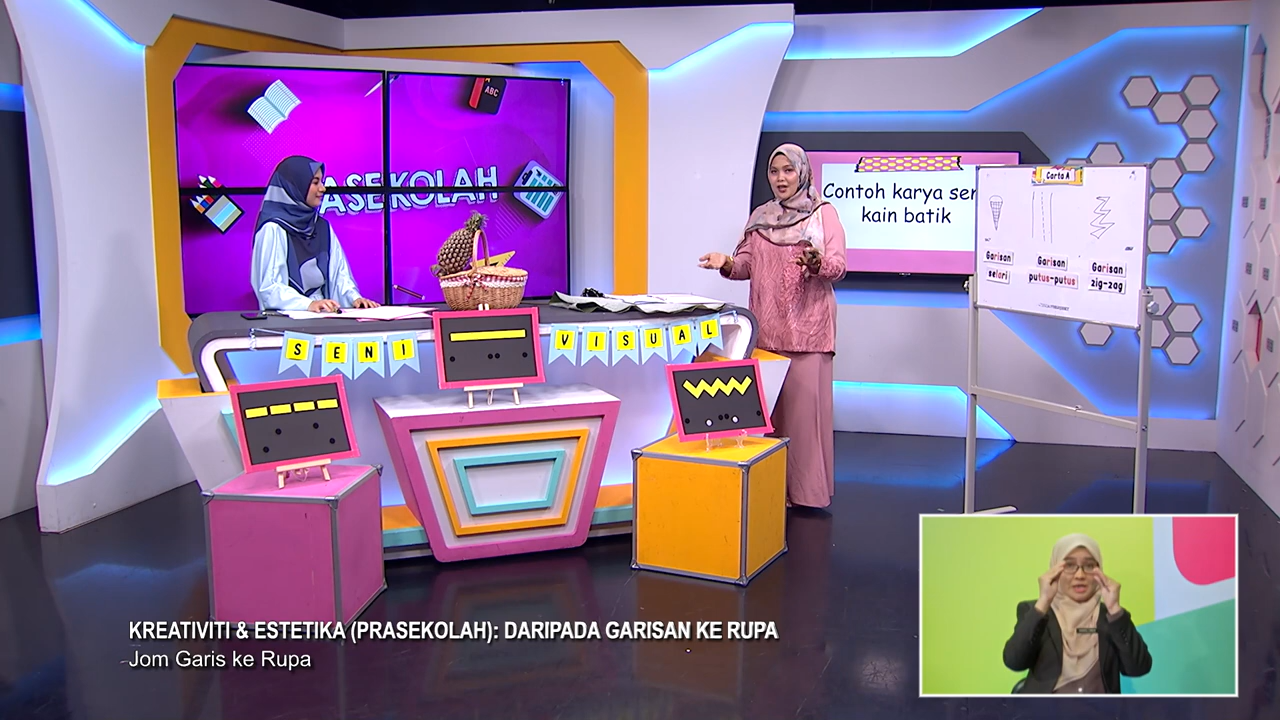 ABC
PRASEKOLAH
Contoh karya seni
kain batik
Carta A
Garisan
selari
Garisan
putus-putus
Garisan
zig-zag
SENI VISUAL
KREATIVITI & ESTETIKA (PRASEKOLAH): DARIPADA GARISAN KE RUPA
Jom Garis ke Rupa